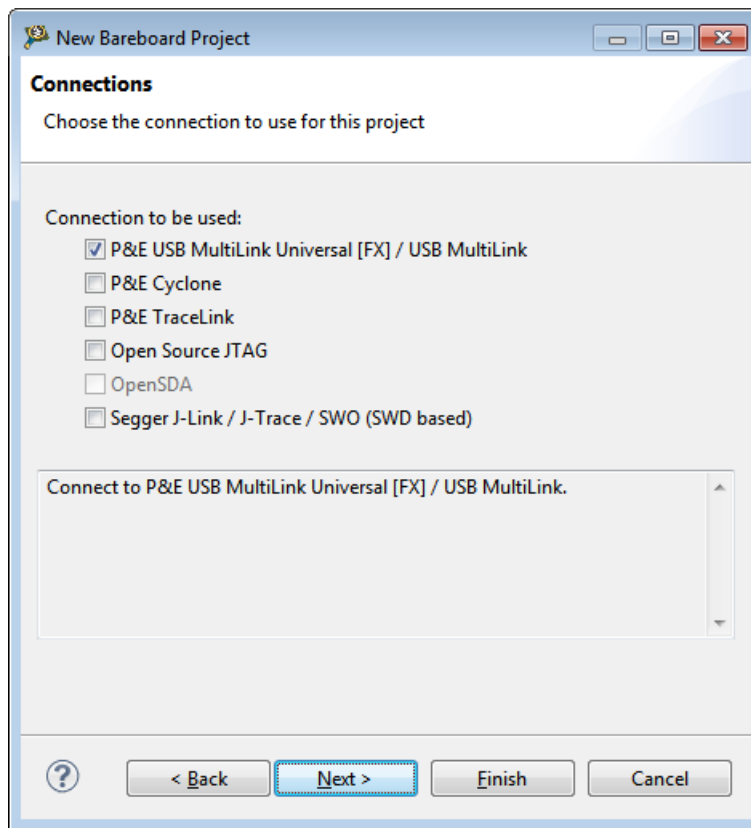 New Bareboard Project
Connections
Choose the connection to use for this project
Connection to be used:
P&E USB MultiLink Universal [FX] / USB MultiLink
P&E Cyclone
P&E TraceLink
Open Source JTAG
OpenSDA
Segger J-Link / J-Trace / SWO (SWD based)
Connect to P&E USB MultiLink Universal [FX] / USB MultiLink.
? < Back Next > Finish Cancel